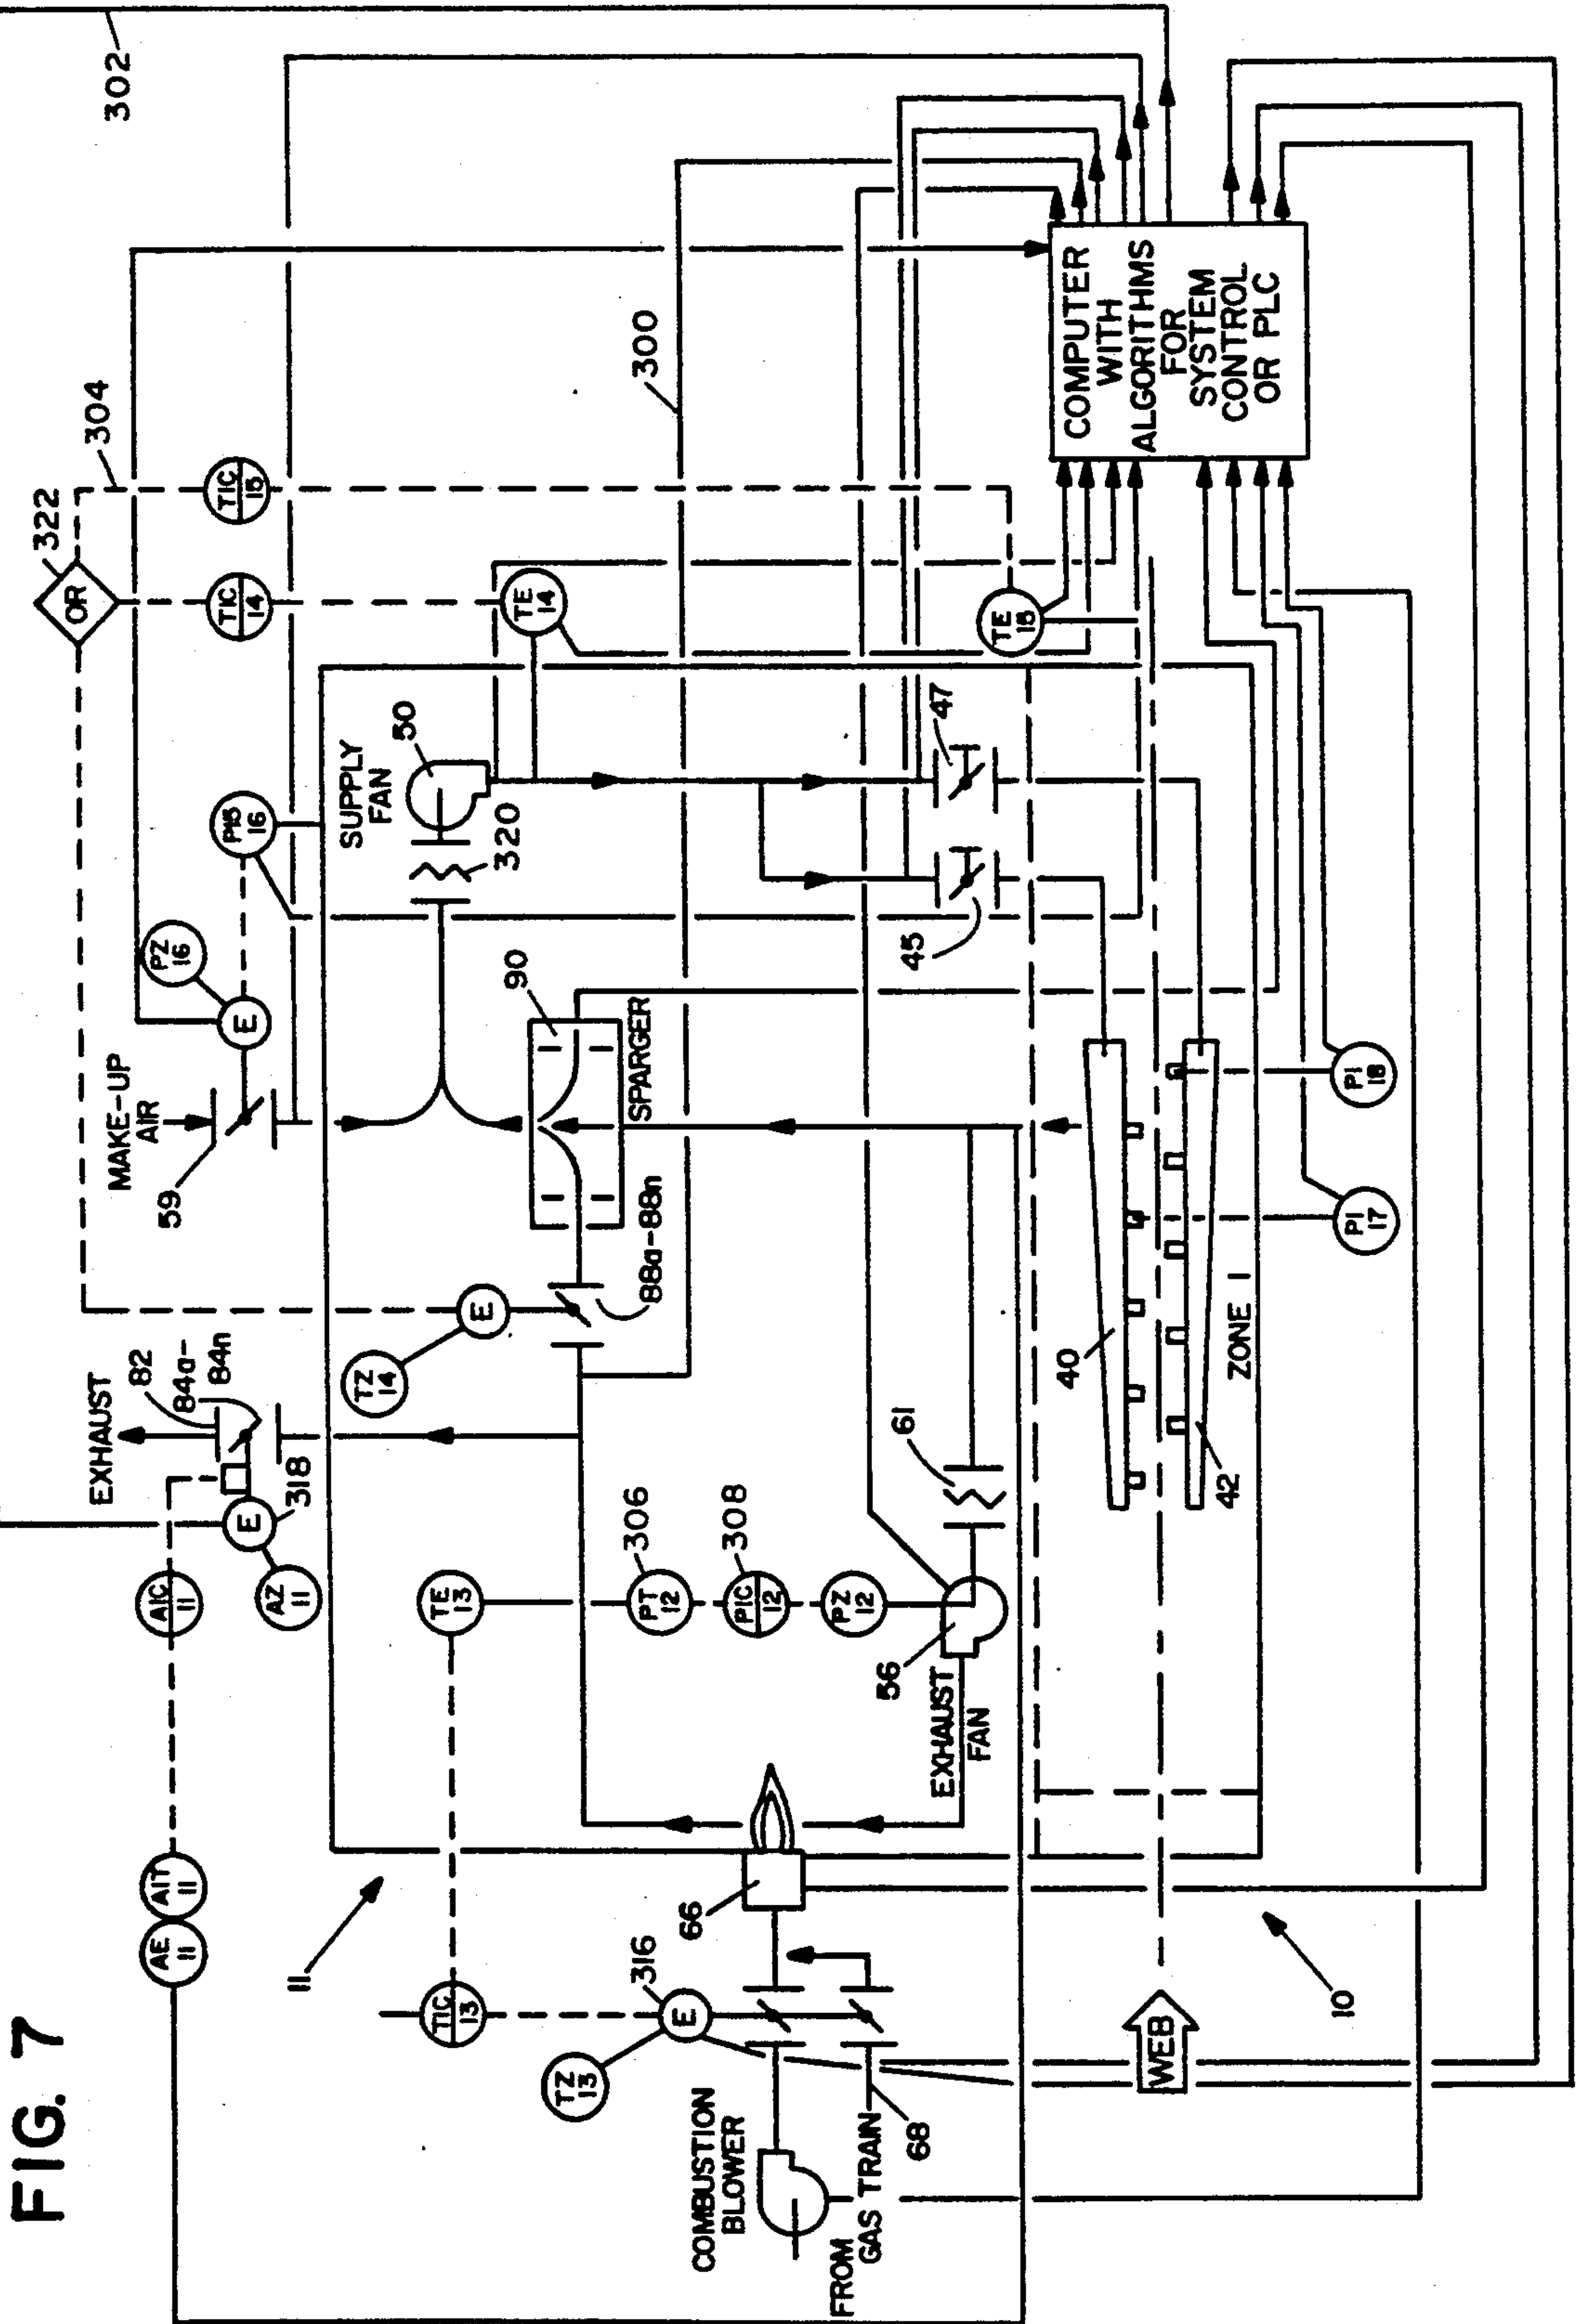 FIG. 7
AE
11
AIT
11
AIC
11
AZ
11
E
318
EXHAUST
82
84a-
84n
MAKE-UP
AIR
59
E
PZ
16
322
OR
304
302
TIC
14
TIC
15
11
TIC
13
TE
13
TZ
14
E
88a-88n
90
SPARGER
SUPPLY
FAN
50
320
TE
14
300
TZ
13
E
316
66
PT
12
306
PIC
12
308
PZ
12
COMBUSTION
BLOWER
FROM
GAS TRAIN
68
EXHAUST
FAN
56
61
45
47
TE
15
WEB
10
40
42
ZONE 1
PI
17
PI
18
COMPUTER
WITH
ALGORITHMS
FOR
SYSTEM
CONTROL
OR PLC